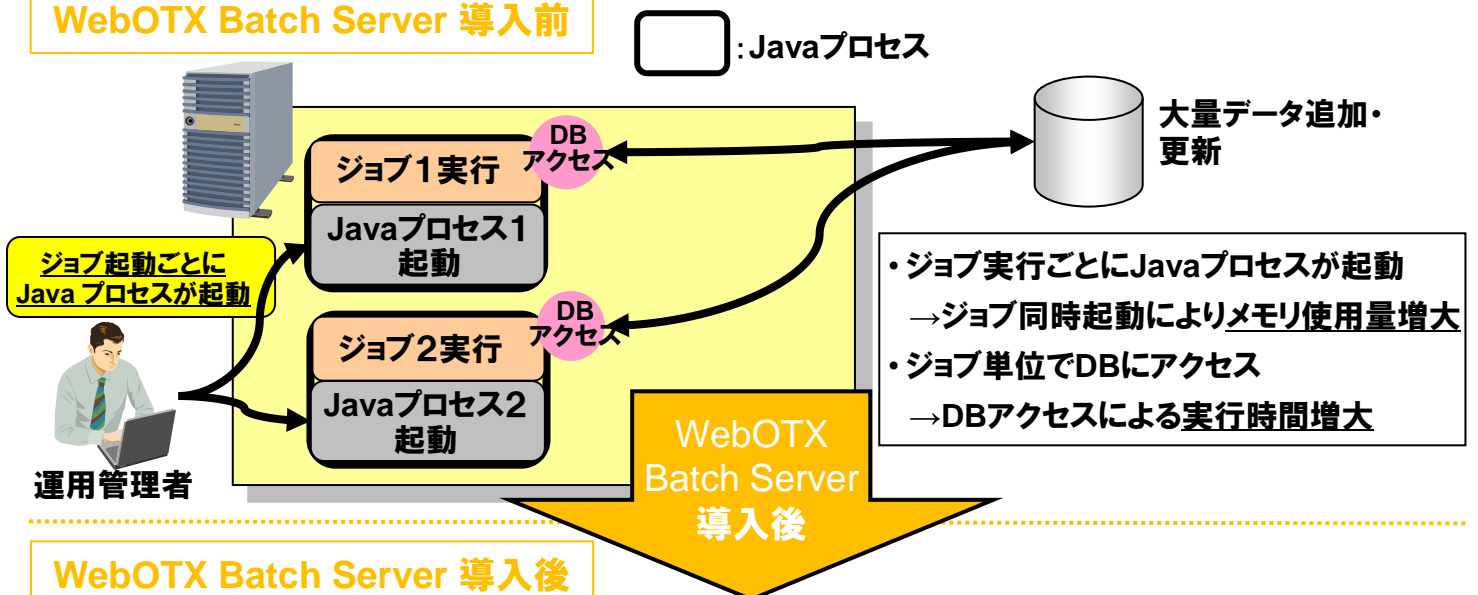 WebOTX Batch Server 導入前
:Javaプロセス
大量データ追加・
更新
DB
アクセス
ジョブ1実行
Javaプロセス1
起動
ジョブ起動ごとに
Java プロセスが起動
DB
アクセス
ジョブ2実行
Javaプロセス2
起動
運用管理者
・ジョブ実行ごとにJavaプロセスが起動
→ジョブ同時起動によりメモリ使用量増大
・ジョブ単位でDBにアクセス
→DBアクセスによる実行時間増大
WebOTX
Batch Server
導入後
WebOTX Batch Server 導入後